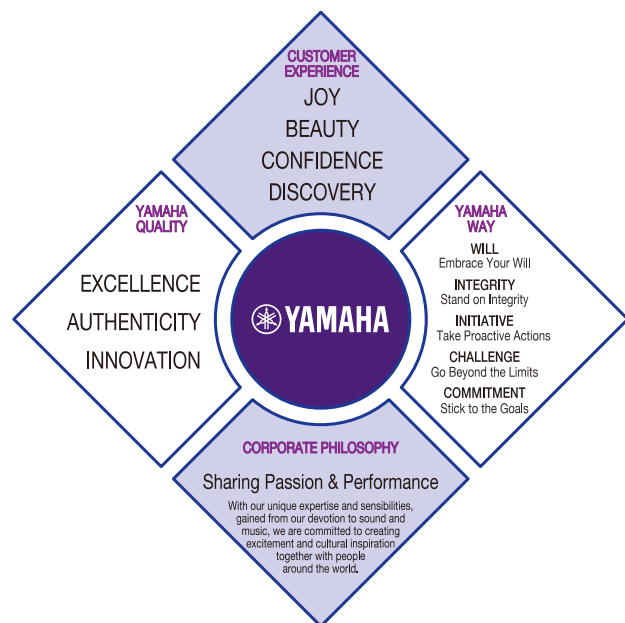 CUSTOMER
EXPERIENCE
JOY
BEAUTY
CONFIDENCE
DISCOVERY
YAMAHA
QUALITY
EXCELLENCE
AUTHENTICITY
INNOVATION
YAMAHA
YAMAHA
WAY
WILL
Embrace Your Will
INTEGRITY
Stand on Integrity
INITIATIVE
Take Proactive Actions
CHALLENGE
Go Beyond the Limits
COMMITMENT
Stick to the Goals
CORPORATE PHILOSOPHY
Sharing Passion & Performance
With our unique expertise and sensibilities,
gained from our devotion to sound and
music, we are committed to creating
excitement and cultural inspiration
together with people
around the world.